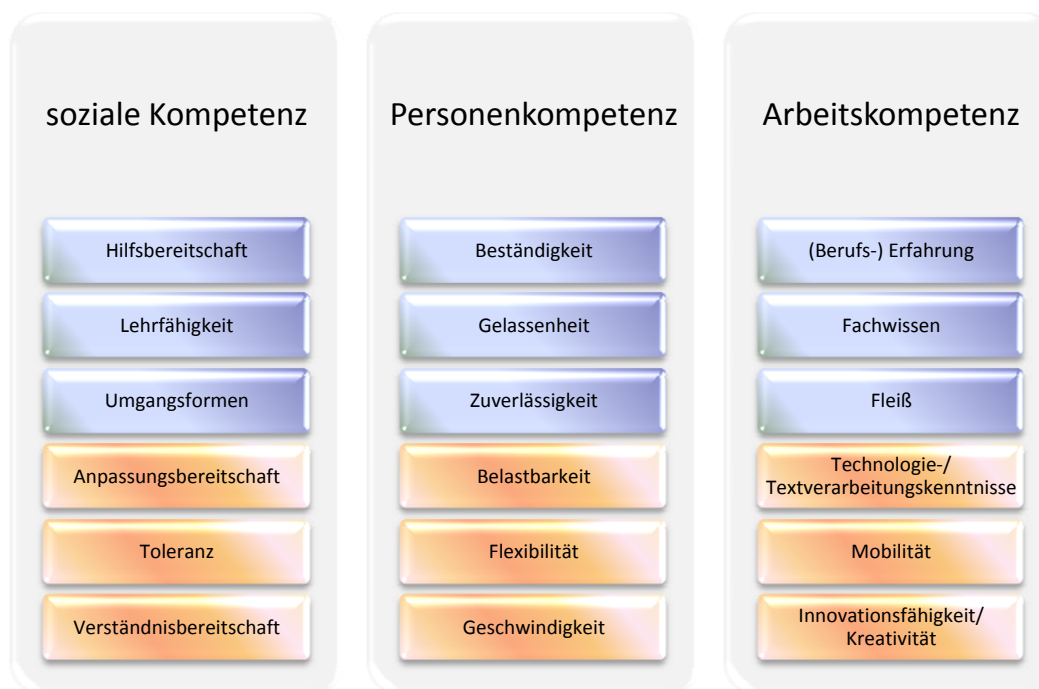 soziale Kompetenz
Hilfsbereitschaft
Lehrfähigkeit
Umgangsformen
Anpassungsbereitschaft
Toleranz
Verständnisbereitschaft
Personenkompetenz
Beständigkeit
Gelassenheit
Zuverlässigkeit
Belastbarkeit
Flexibilität
Geschwindigkeit
Arbeitskompetenz
(Berufs-) Erfahrung
Fachwissen
Fleiß
Technologie-/
Textverarbeitungskenntnisse
Mobilität
Innovationsfähigkeit/
Kreativität